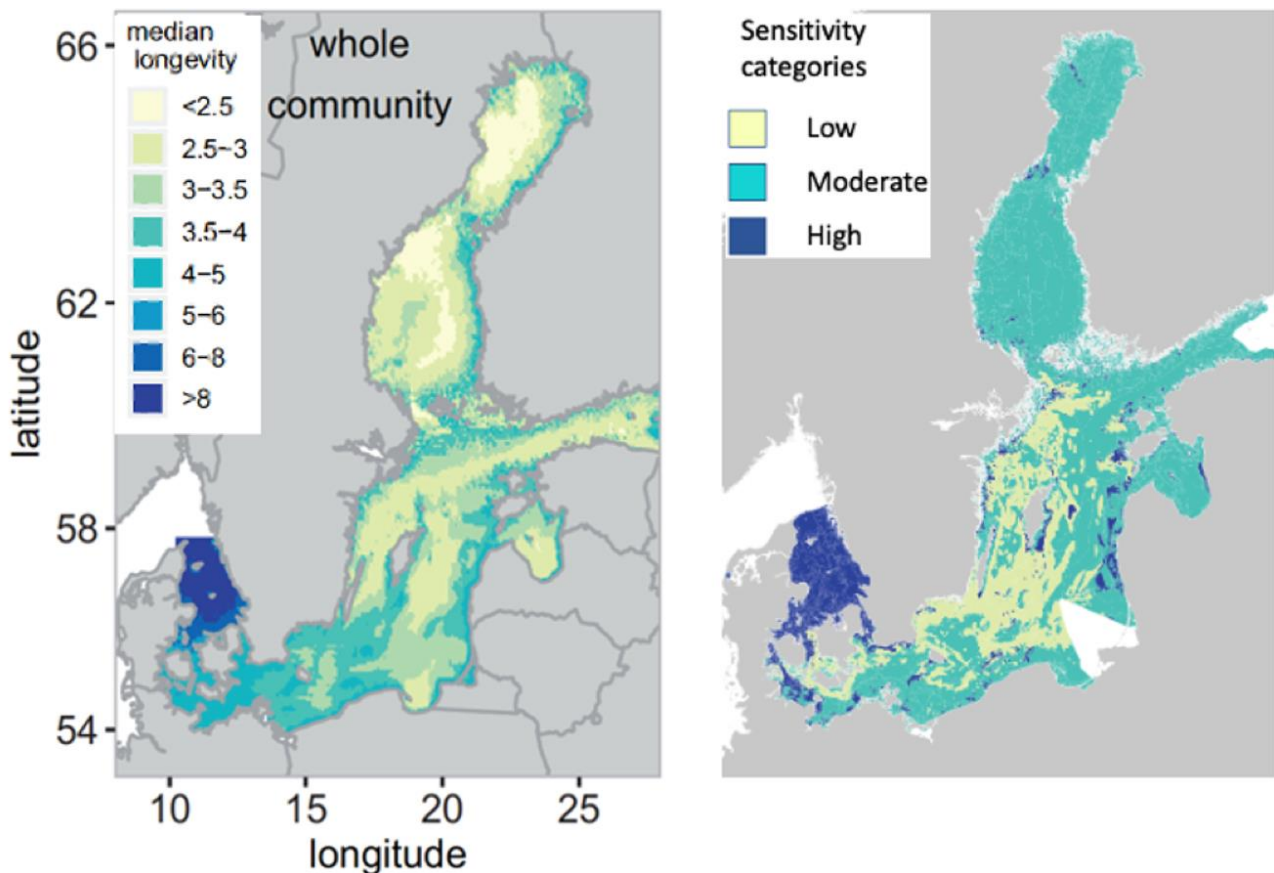 median
longevity
<2.5
2.5–3
3–3.5
3.5–4
4–5
5–6
6–8
>8
whole
community
66
62
58
54
latitude
10
15
20
25
longitude
Sensitivity
categories
Low
Moderate
High